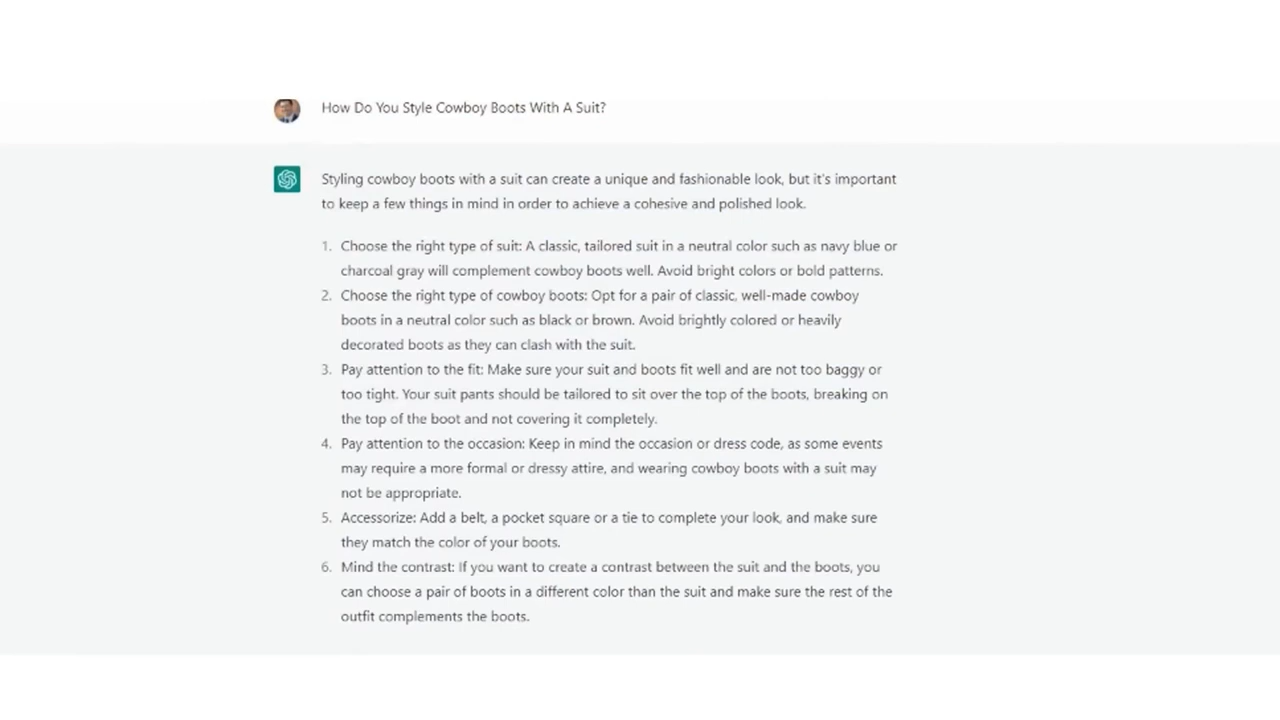 How Do You Style Cowboy Boots With A Suit?
Styling cowboy boots with a suit can create a unique and fashionable look, but it's important
to keep a few things in mind in order to achieve a cohesive and polished look.
1. Choose the right type of suit: A classic, tailored suit in a neutral color such as navy blue or
charcoal gray will complement cowboy boots well. Avoid bright colors or bold patterns.
2. Choose the right type of cowboy boots: Opt for a pair of classic, well-made cowboy
boots in a neutral color such as black or brown. Avoid brightly colored or heavily
decorated boots as they can clash with the suit.
3. Pay attention to the fit: Make sure your suit and boots fit well and are not too baggy or
too tight. Your suit pants should be tailored to sit over the top of the boots, breaking on
the top of the boot and not covering it completely.
4. Pay attention to the occasion: Keep in mind the occasion or dress code, as some events
may require a more formal or dressy attire, and wearing cowboy boots with a suit may
not be appropriate.
5. Accessorize: Add a belt, a pocket square or a tie to complete your look, and make sure
they match the color of your boots.
6. Mind the contrast: If you want to create a contrast between the suit and the boots, you
can choose a pair of boots in a different color than the suit and make sure the rest of the
outfit complements the boots.